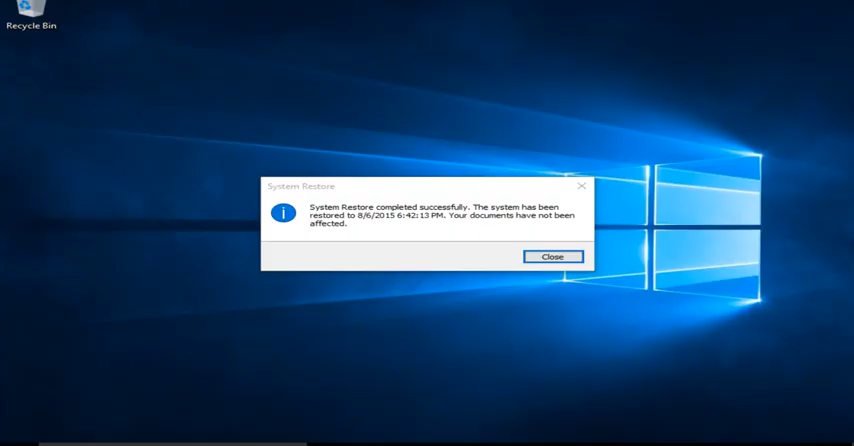 Recycle Bin
System Restore
System Restore completed successfully. The system has been
restored to 8/6/2015 6:42:13 PM. Your documents have not been
affected.
Close